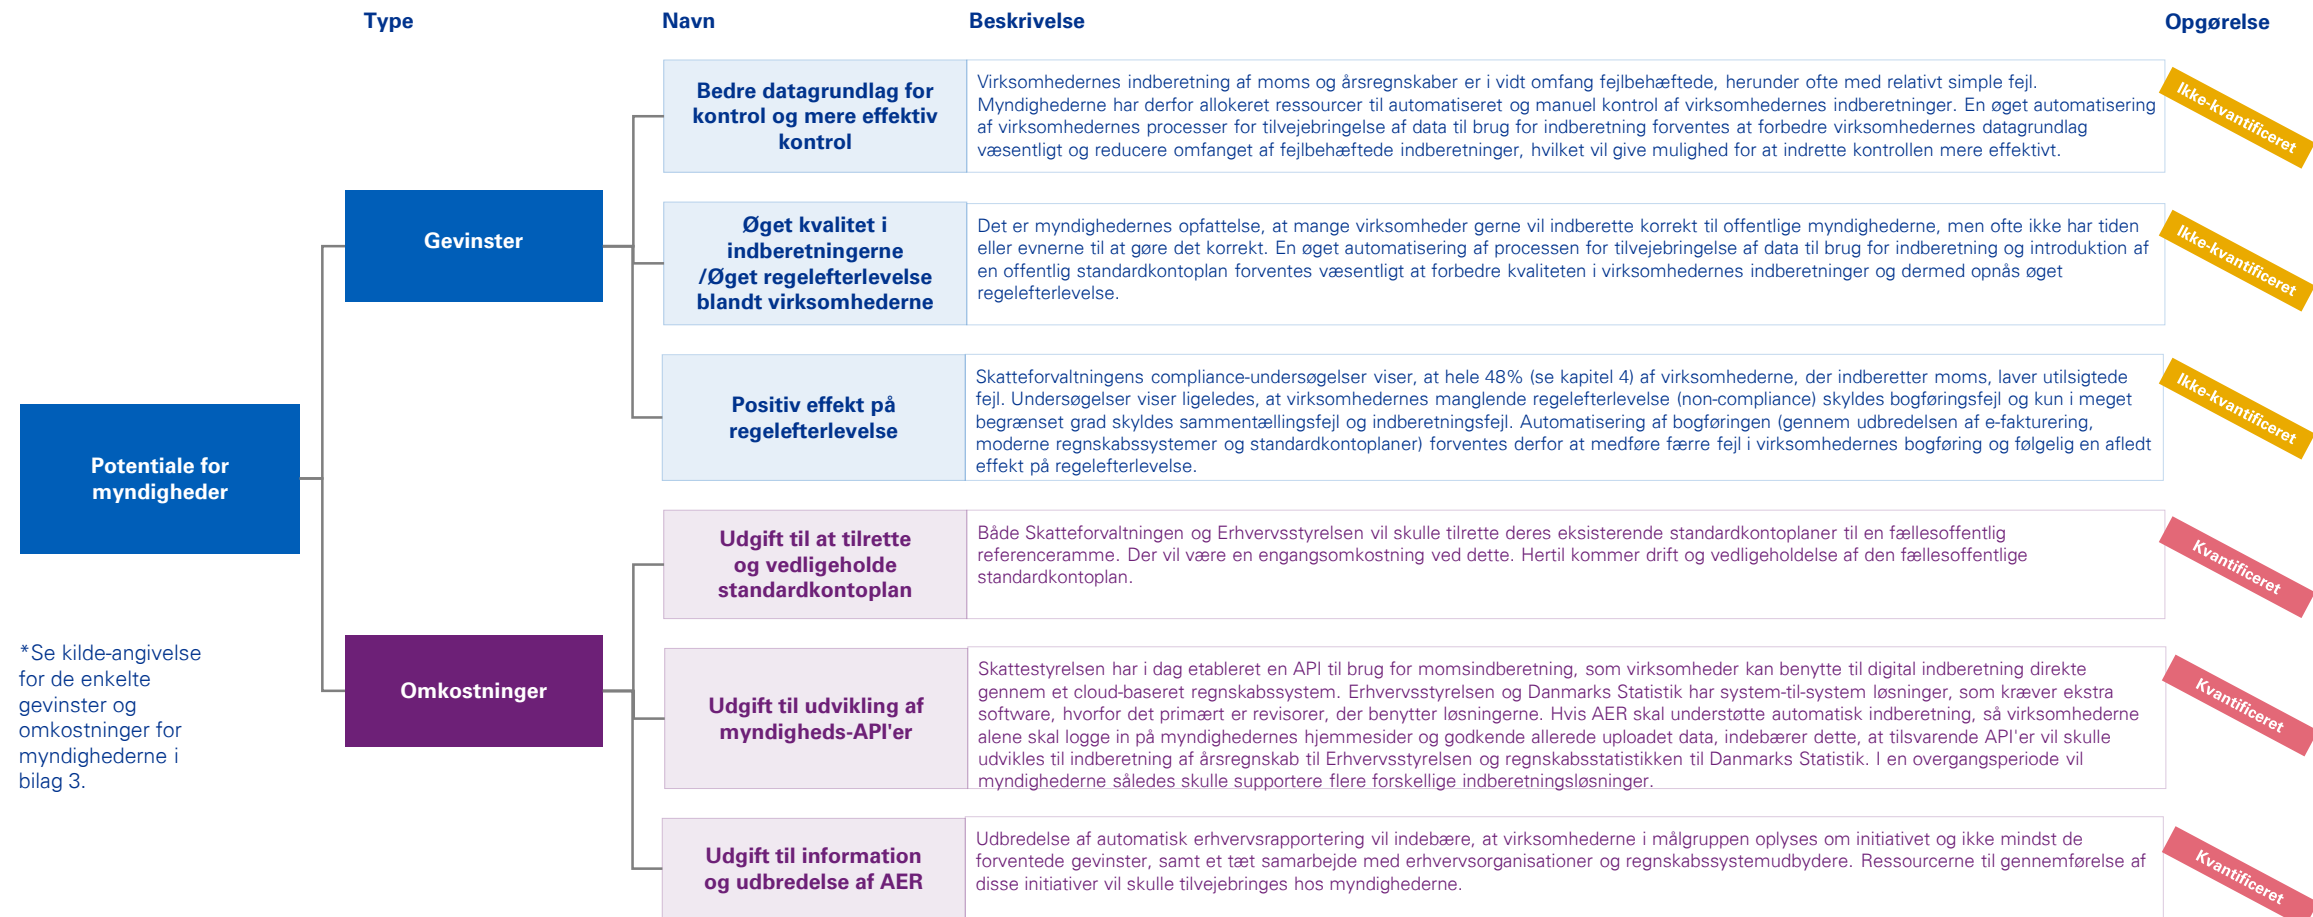 Type
Navn
Beskrivelse
Opgørelse
Bedre datagrundlag for
kontrol og mere effektiv
kontrol
Virksomhedernes indberetning af moms og årsregnskaber er i vidt omfang fejlbehæftede, herunder ofte med relativt simple fejl.
Myndighederne har derfor allokeret ressourcer til automatiseret og manuel kontrol af virksomhedernes indberetninger. En øget automatisering
af virksomhedernes processer for tilvejebringelse af data til brug for indberetning forventes at forbedre virksomhedernes datagrundlag
væsentligt og reducere omfanget af fejlbehæftede indberetninger, hvilket vil give mulighed for at indrette kontrollen mere effektivt.
Ikke-kvantificeret
Gevinster
Øget kvalitet i
indberetningerne
/Øget regelefterlevelse
blandt virksomhederne
Det er myndighedernes opfattelse, at mange virksomheder gerne vil indberette korrekt til offentlige myndighederne, men ofte ikke har tiden
eller evnerne til at gøre det korrekt. En øget automatisering af processen for tilvejebringelse af data til brug for indberetning og introduktion af
en offentlig standardkontoplan forventes væsentligt at forbedre kvaliteten i virksomhedernes indberetninger og dermed opnås øget
regelefterlevelse.
Ikke-kvantificeret
Positiv effekt på
regelefterlevelse
Skatteforvaltningens compliance-undersøgelser viser, at hele 48% (se kapitel 4) af virksomhederne, der indberetter moms, laver utilsigtede
fejl. Undersøgelser viser ligeledes, at virksomhedernes manglende regelefterlevelse (non-compliance) skyldes bogføringsfejl og kun i meget
begrænset grad skyldes sammentællingsfejl og indberetningsfejl. Automatisering af bogføringen (gennem udbredelsen af e-fakturering,
moderne regnskabssystemer og standardkontoplaner) forventes derfor at medføre færre fejl i virksomhedernes bogføring og følgelig en afledt
effekt på regelefterlevelse.
Ikke-kvantificeret
Potentiale for
myndigheder
Udgift til at tilrette
og vedligeholde
standardkontoplan
Både Skatteforvaltningen og Erhvervsstyrelsen vil skulle tilrette deres eksisterende standardkontoplaner til en fællesoffentlig
referenceramme. Der vil være en engangsomkostning ved dette. Hertil kommer drift og vedligeholdelse af den fællesoffentlige
standardkontoplan.
Kvantificeret
*Se kilde-angivelse
for de enkelte
gevinster og
omkostninger for
myndighederne i
bilag 3.
Omkostninger
Udgift til udvikling af
myndigheds-API'er
Skattestyrelsen har i dag etableret en API til brug for momsindberetning, som virksomheder kan benytte til digital indberetning direkte
gennem et cloud-baseret regnskabssystem. Erhvervsstyrelsen og Danmarks Statistik har system-til-system løsninger, som kræver ekstra
software, hvorfor det primært er revisorer, der benytter løsningerne. Hvis AER skal understøtte automatisk indberetning, så virksomhederne
alene skal logge in på myndighedernes hjemmesider og godkende allerede uploadet data, indebærer dette, at tilsvarende API'er vil skulle
udvikles til indberetning af årsregnskab til Erhvervsstyrelsen og regnskabsstatistikken til Danmarks Statistik. I en overgangsperiode vil
myndighederne således skulle supportere flere forskellige indberetningsløsninger.
Kvantificeret
Udgift til information
og udbredelse af AER
Udbredelse af automatisk erhvervsrapportering vil indebære, at virksomhederne i målgruppen oplyses om initiativet og ikke mindst de
forventede gevinster, samt et tæt samarbejde med erhvervsorganisationer og regnskabssystemudbydere. Ressourcerne til gennemførelse af
disse initiativer vil skulle tilvejebringes hos myndighederne.
Kvantificeret